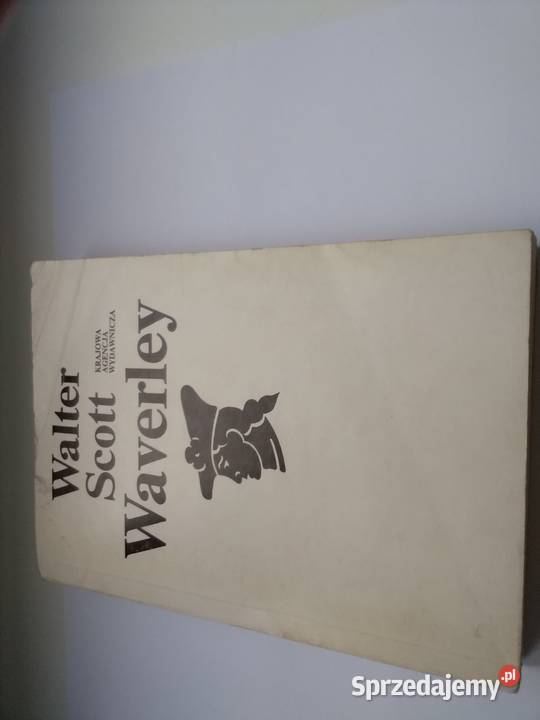 Walter
Scott
KRAJOWA
AGENCJA
WYDAWNICZA
Waverley
Sprzedajemy.pl